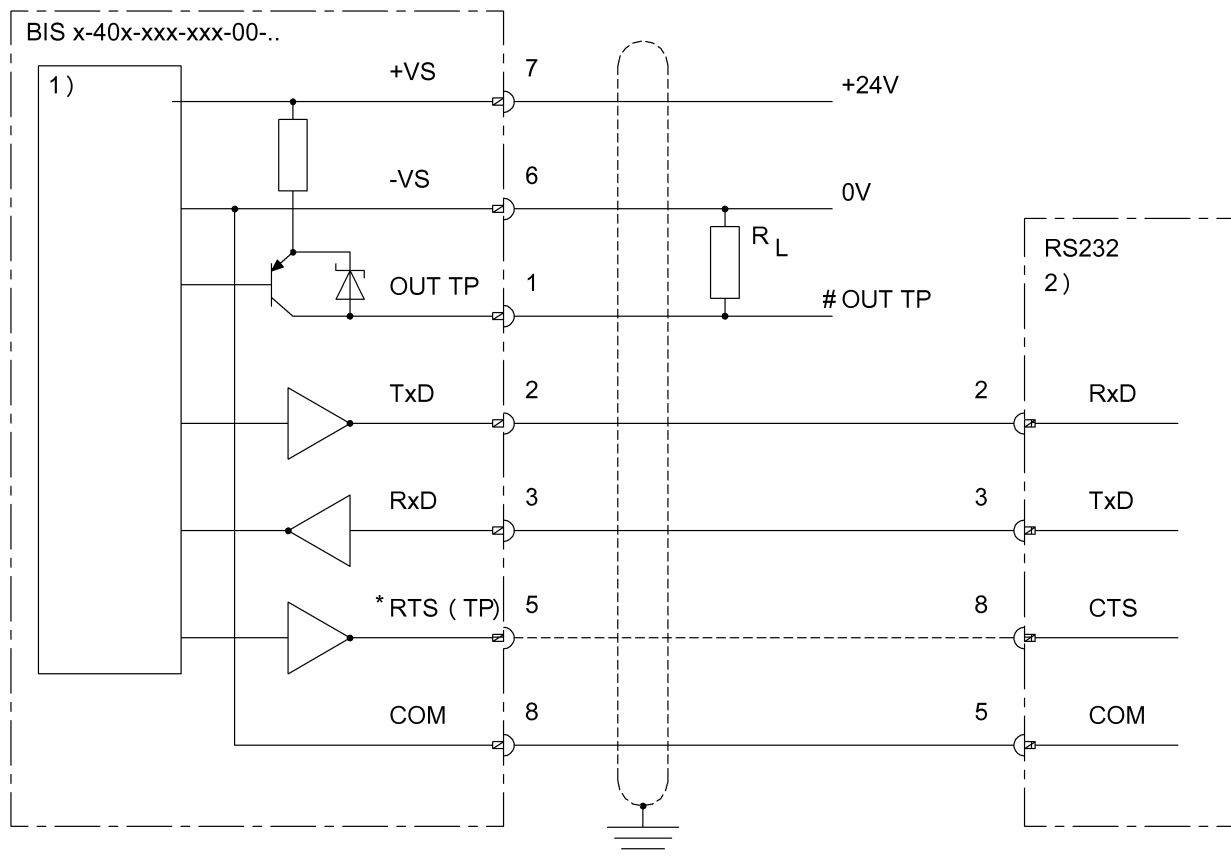 BIS x-40x-xxx-xxx-00-..
1)
+VS 7 +24V
-VS 6 0V
R L
RS232
2)
OUT TP 1 # OUT TP
TxD 2 2 RxD
RxD 3 3 TxD
*RTS (TP) 5 8 CTS
COM 8 5 COM